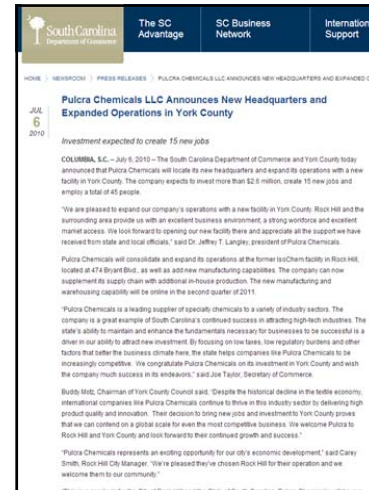 South Carolina
Department of Commerce
The SC
Advantage
SC Business
Network
Internation
Support
HOME > NEWSROOM > PRESS RELEASES > PULCRA CHEMICALS LLC ANNOUNCES NEW HEADQUARTERS AND EXPANDED O
JUL
6
2010
Pulcra Chemicals LLC Announces New Headquarters and
Expanded Operations in York County
Investment expected to create 15 new jobs
COLUMBIA, S.C. – July 6, 2010 – The South Carolina Department of Commerce and York County today
announced that Pulcra Chemicals will locate its new headquarters and expand its operations with a new
facility in York County. The company expects to invest more than $2.6 million, create 15 new jobs and
employ a total of 45 people.
"We are pleased to expand our company's operations with a new facility in York County. Rock Hill and the
surrounding area provide us with an excellent business environment, a strong workforce and excellent
market access. We look forward to opening our new facility there and appreciate all the support we have
received from state and local officials," said Dr. Jeffrey T. Langley, president of Pulcra Chemicals.
Pulcra Chemicals will consolidate and expand its operations at the former IsoChem facility in Rock Hill,
located at 474 Bryant Blvd., as well as add new manufacturing capabilities. The company can now
supplement its supply chain with additional in-house production. The new manufacturing and
warehousing capability will be online in the second quarter of 2011.
"Pulcra Chemicals is a leading supplier of specialty chemicals to a variety of industry sectors. The
company is a great example of South Carolina's continued success in attracting high-tech industries. The
state's ability to maintain and enhance the fundamentals necessary for businesses to be successful is a
driver in our ability to attract new investment. By focusing on low taxes, low regulatory burdens and other
factors that better the business climate here, the state helps companies like Pulcra Chemicals to be
increasingly competitive. We congratulate Pulcra Chemicals on its investment in York County and wish
the company much success in its endeavors," said Joe Taylor, Secretary of Commerce.
Buddy Motz, Chairman of York County Council said, "Despite the historical decline in the textile economy,
international companies like Pulcra Chemicals continue to thrive in this industry sector by delivering high
product quality and innovation. Their decision to bring new jobs and investment to York County proves
that we can contend on a global scale for even the most competitive business. We welcome Pulcra to
Rock Hill and York County and look forward to their continued growth and success."
"Pulcra Chemicals represents an exciting opportunity for our city's economic development," said Carey
Smith, Rock Hill City Manager, "We're pleased they've chosen Rock Hill for their operation and we
welcome them to our community."